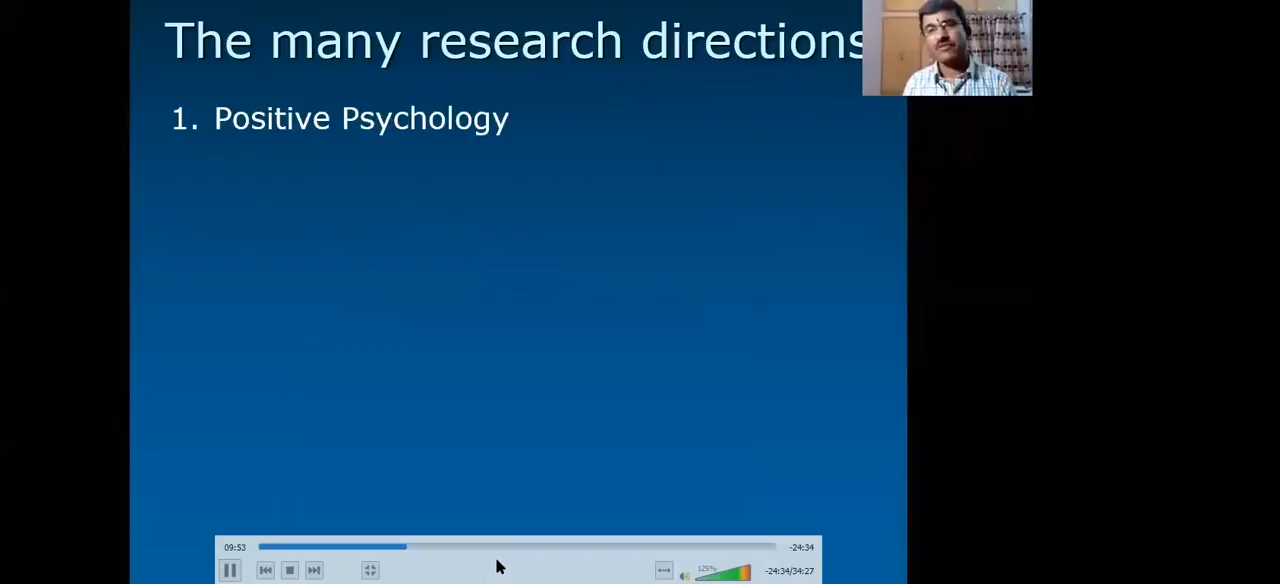 The many research directions
1. Positive Psychology
09:53
-24:34
125%
-24:34/34:27